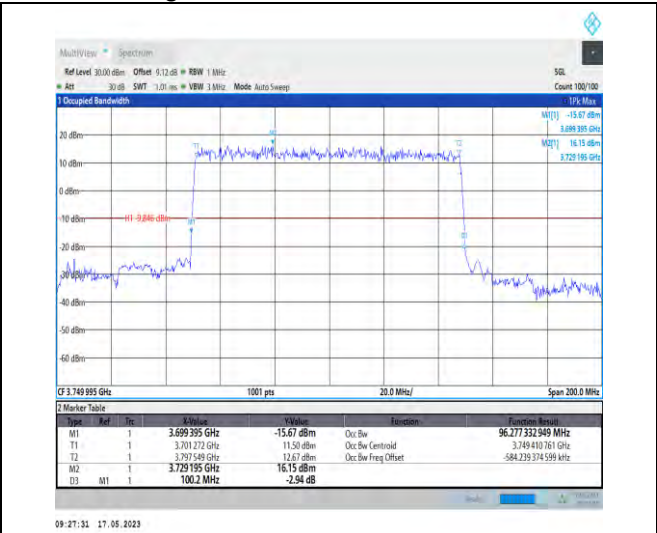 MultiView Spectrum
Ref Level 30.00 dBm Offset 9.12 dB RBW 1 MHz SGL
Att 30 dB SWT 1.01 ms VBW 3 MHz Mode Auto Sweep Count 100/100
1 Occupied Bandwidth 1Pk Max
M1[1] -15.67 dBm
3.699 395 GHz
M2[1] 16.15 dBm
3.729 195 GHz
20 dBm
10 dBm
0 dBm
-10 dBm H1 -9.846 dBm
M1
-20 dBm
-30 dBm
-40 dBm
-50 dBm
-60 dBm
CF 3.749 995 GHz 1001 pts 20.0 MHz/ Span 200.0 MHz
2 Marker Table
Type Ref Trc X-Value Y-Value Function Function Result
M1 1 3.699 395 GHz -15.67 dBm Occ Bw 96.277 332 949 MHz
T1 1 3.701 272 GHz 11.50 dBm Occ Bw Centroid 3.749 410 761 GHz
T2 1 3.797 549 GHz 12.67 dBm Occ Bw Freq Offset -584.239 374 599 kHz
M2 1 3.729 195 GHz 16.15 dBm
D3 M1 1 100.2 MHz -2.94 dB
09:27:31 17.05.2023